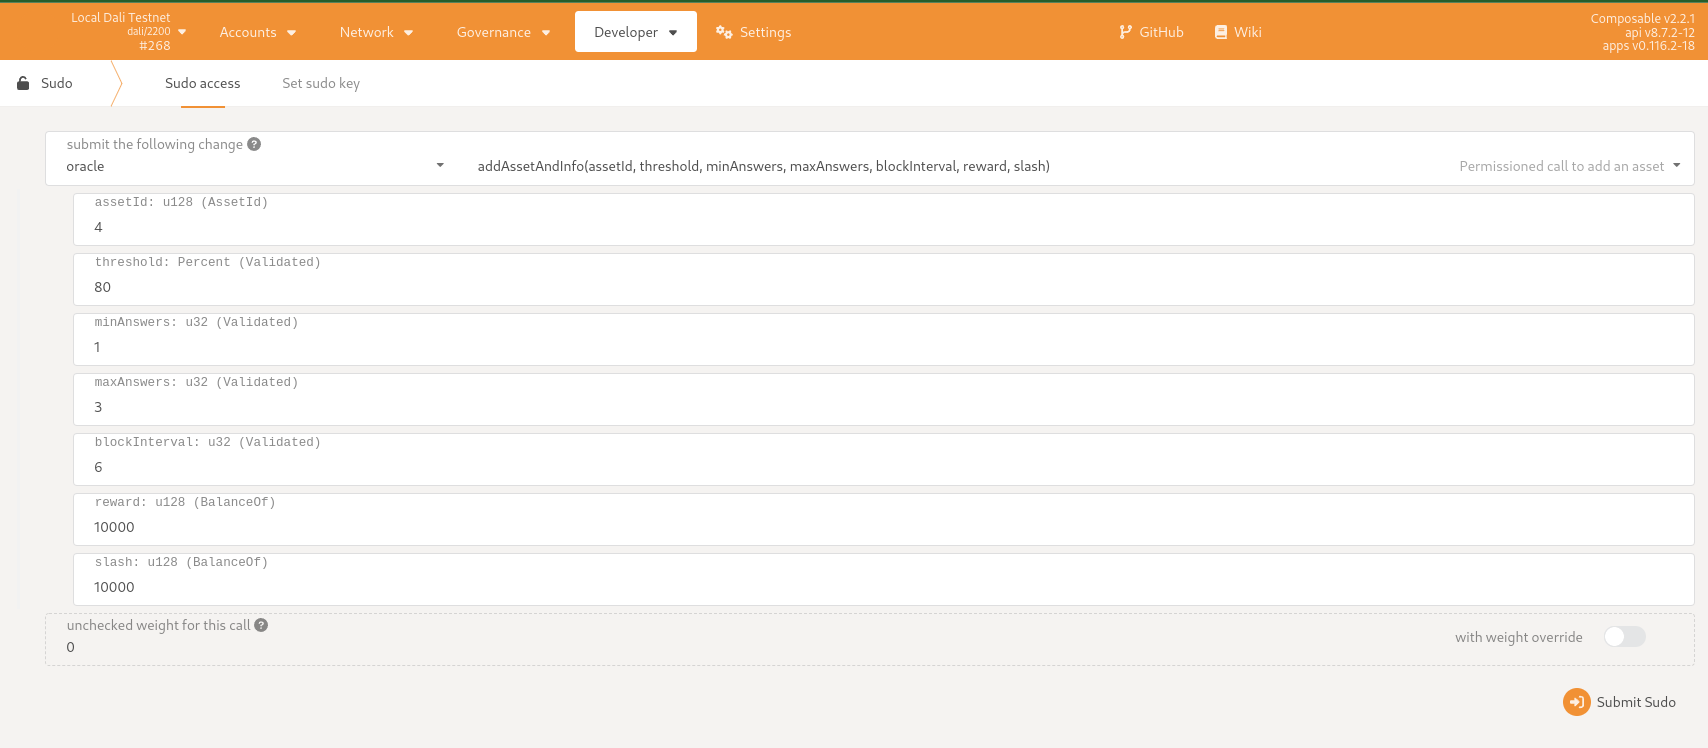 Local Dali Testnet
dali/2200
#268
Accounts
Network
Governance
Developer
Settings
GitHub
Wiki
Composable v2.2.1
api v8.7.2-12
apps v0.116.2-18
Sudo
Sudo access
Set sudo key
submit the following change
oracle
addAssetAndInfo(assetId, threshold, minAnswers, maxAnswers, blockInterval, reward, slash)
Permissioned call to add an asset
assetId: u128 (AssetId)
4
threshold: Percent (Validated)
80
minAnswers: u32 (Validated)
1
maxAnswers: u32 (Validated)
3
blockInterval: u32 (Validated)
6
reward: u128 (BalanceOf)
10000
slash: u128 (BalanceOf)
10000
unchecked weight for this call
0
with weight override
Submit Sudo